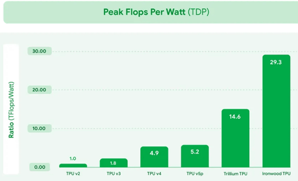 Peak Flops Per Watt (TDP)
Ratio (TFlops/Watt)
30.00
20.00
10.00
0.00
1.0
1.6
4.9
5.2
14.6
29.3
TPU v2
TPU v3
TPU v4
TPU v5p
Trillium TPU
Ironwood TPU